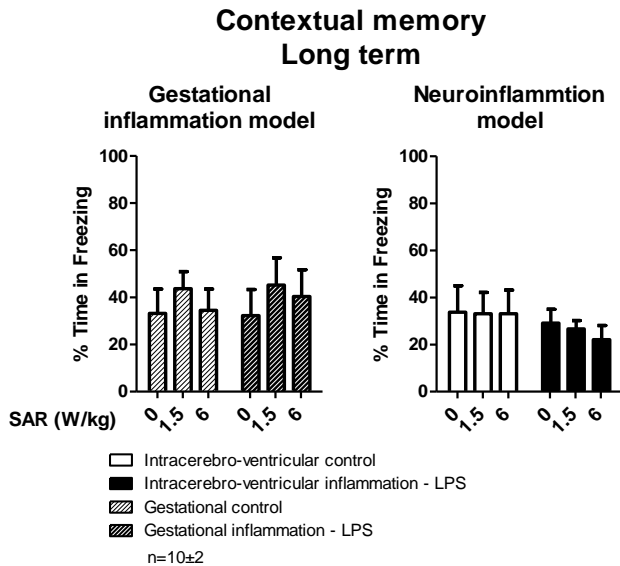 Contextual memory
Long term
Gestational
inflammation model
Neuroinflammtion
model
% Time in Freezing
100
80
60
40
20
0
% Time in Freezing
100
80
60
40
20
0
SAR (W/kg)
0 1.5 6 0 1.5 6
0 1.5 6 0 1.5 6
Intracerebro-ventricular control
Intracerebro-ventricular inflammation - LPS
Gestational control
Gestational inflammation - LPS
n=10±2